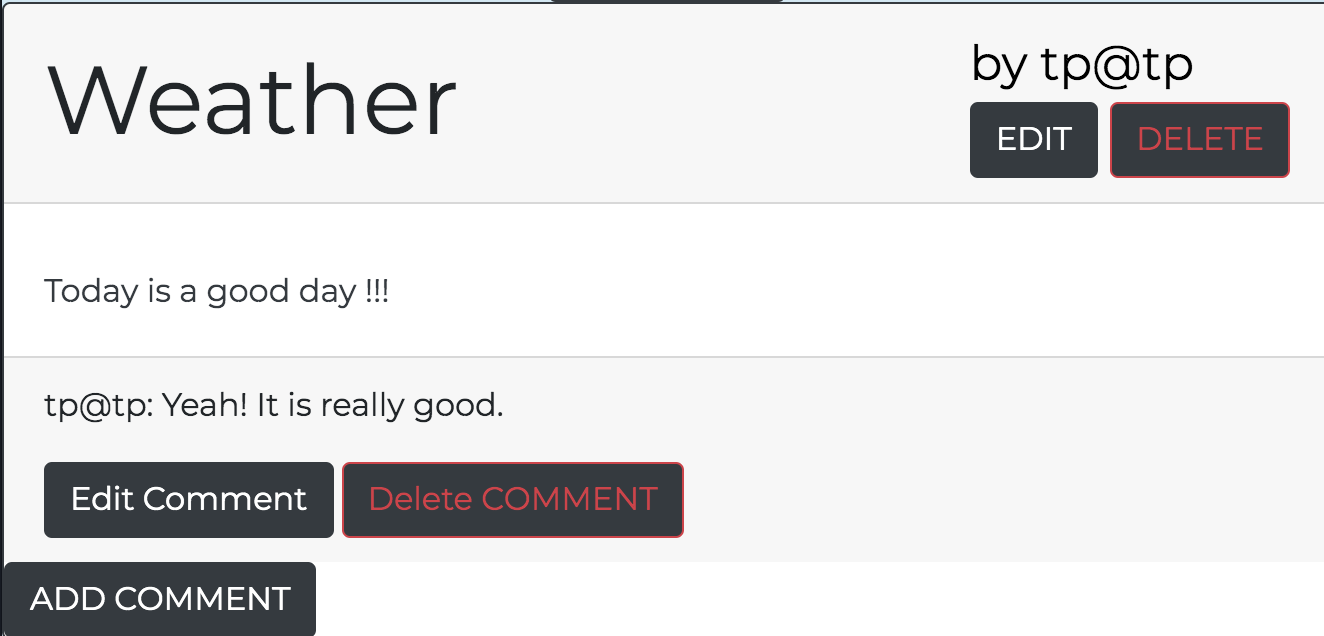 Weather
by tp@tp
EDIT
DELETE
Today is a good day !!!
tp@tp: Yeah! It is really good.
Edit Comment
Delete COMMENT
ADD COMMENT